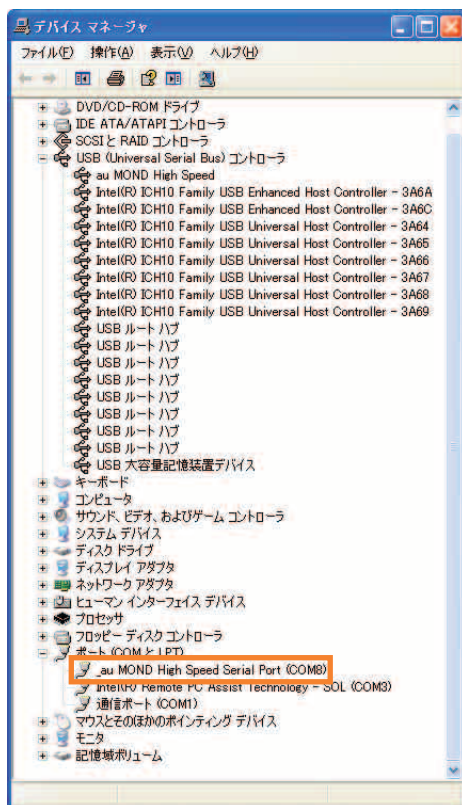 デバイス マネージャ
ファイル(F) 操作(A) 表示(V) ヘルプ(H)
DVD/CD-ROM ドライブ
IDE ATA/ATAPI コントローラ
SCSI と RAID コントローラ
USB (Universal Serial Bus) コントローラ
au MOND High Speed
Intel(R) ICH10 Family USB Enhanced Host Controller - 3A6A
Intel(R) ICH10 Family USB Enhanced Host Controller - 3A6C
Intel(R) ICH10 Family USB Universal Host Controller - 3A64
Intel(R) ICH10 Family USB Universal Host Controller - 3A65
Intel(R) ICH10 Family USB Universal Host Controller - 3A66
Intel(R) ICH10 Family USB Universal Host Controller - 3A67
Intel(R) ICH10 Family USB Universal Host Controller - 3A68
Intel(R) ICH10 Family USB Universal Host Controller - 3A69
USB ルート ハブ
USB ルート ハブ
USB ルート ハブ
USB ルート ハブ
USB ルート ハブ
USB ルート ハブ
USB ルート ハブ
USB ルート ハブ
USB 大容量記憶装置デバイス
キーボード
コンピュータ
サウンド、ビデオ、およびゲーム コントローラ
システム デバイス
ディスク ドライブ
ディスプレイ アダプタ
ネットワーク アダプタ
ヒューマン インターフェイス デバイス
プロセッサ
フロッピー ディスク コントローラ
ポート (COM と LPT)
_au MOND High Speed Serial Port (COM8)
Intel(R) Remote PC Assist Technology - SOL (COM3)
通信ポート (COM1)
マウスとそのほかのポインティング デバイス
モニタ
記憶域ボリューム